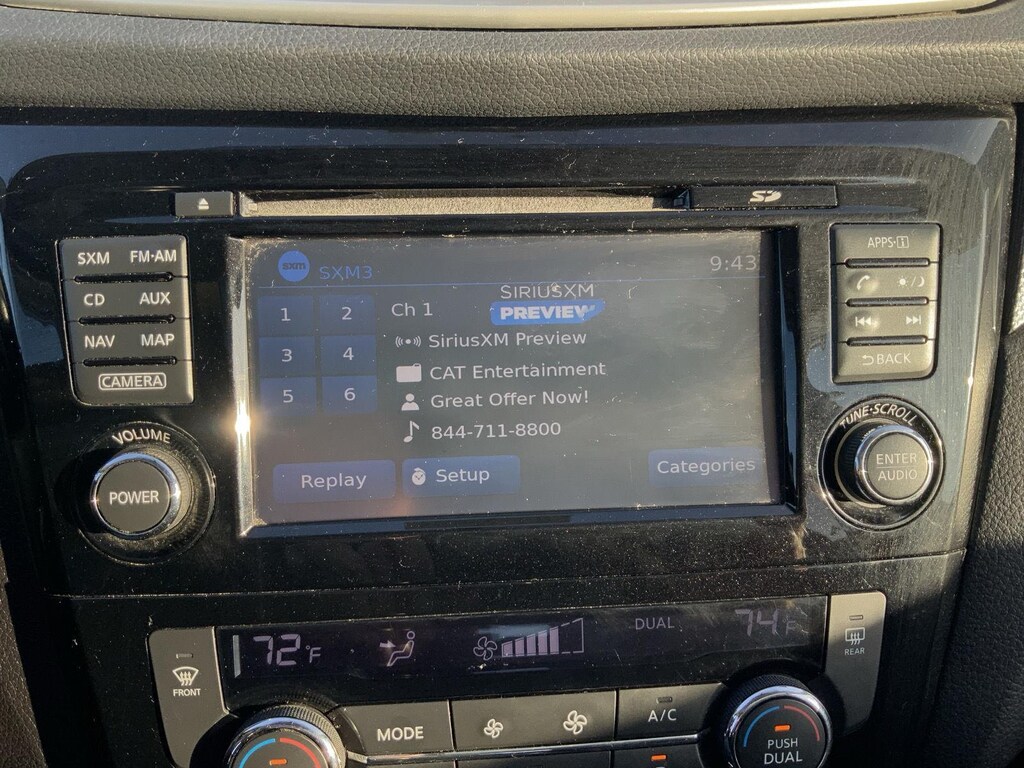 SD
SXM FM·AM
CD AUX
NAV MAP
CAMERA
VOLUME
POWER
sxm SXM3 9:43
1 2
3 4
5 6
Ch 1
SIRIUSXM
PREVIEW
SiriusXM Preview
CAT Entertainment
Great Offer Now!
844-711-8800
Replay Setup Categories
APPS·i
BACK
TUNE·SCROLL
ENTER
AUDIO
FRONT
72°F DUAL 74°F
REAR
MODE A/C
PUSH
DUAL